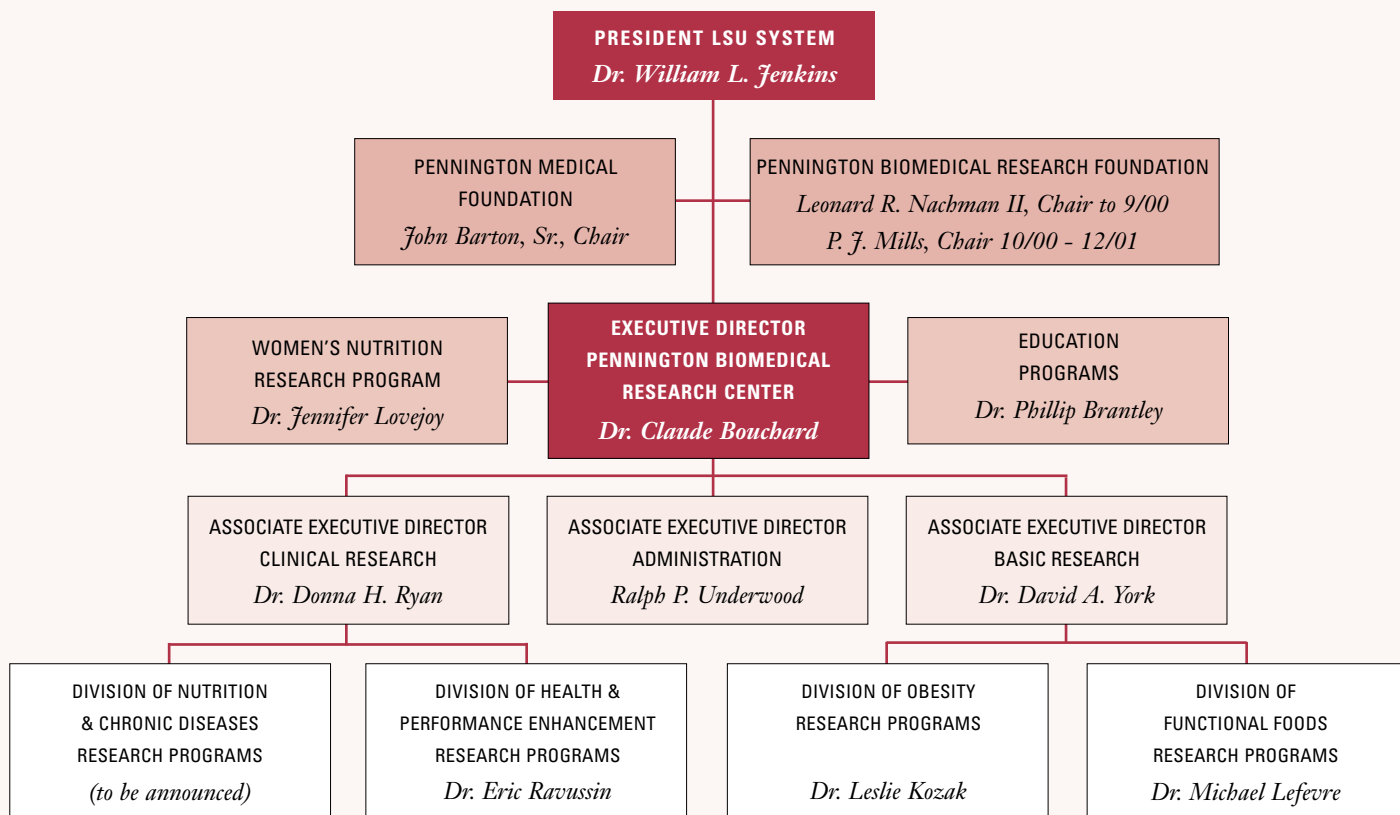 PRESIDENT LSU SYSTEM
Dr. William L. Jenkins
PENNINGTON MEDICAL
FOUNDATION
John Barton, Sr., Chair
PENNINGTON BIOMEDICAL RESEARCH FOUNDATION
Leonard R. Nachman II, Chair to 9/00
P. J. Mills, Chair 10/00 - 12/01
WOMEN'S NUTRITION
RESEARCH PROGRAM
Dr. Jennifer Lovejoy
EXECUTIVE DIRECTOR
PENNINGTON BIOMEDICAL
RESEARCH CENTER
Dr. Claude Bouchard
EDUCATION
PROGRAMS
Dr. Phillip Brantley
ASSOCIATE EXECUTIVE DIRECTOR
CLINICAL RESEARCH
Dr. Donna H. Ryan
ASSOCIATE EXECUTIVE DIRECTOR
ADMINISTRATION
Ralph P. Underwood
ASSOCIATE EXECUTIVE DIRECTOR
BASIC RESEARCH
Dr. David A. York
DIVISION OF NUTRITION
& CHRONIC DISEASES
RESEARCH PROGRAMS
(to be announced)
DIVISION OF HEALTH &
PERFORMANCE ENHANCEMENT
RESEARCH PROGRAMS
Dr. Eric Ravussin
DIVISION OF OBESITY
RESEARCH PROGRAMS
Dr. Leslie Kozak
DIVISION OF
FUNCTIONAL FOODS
RESEARCH PROGRAMS
Dr. Michael Lefevre